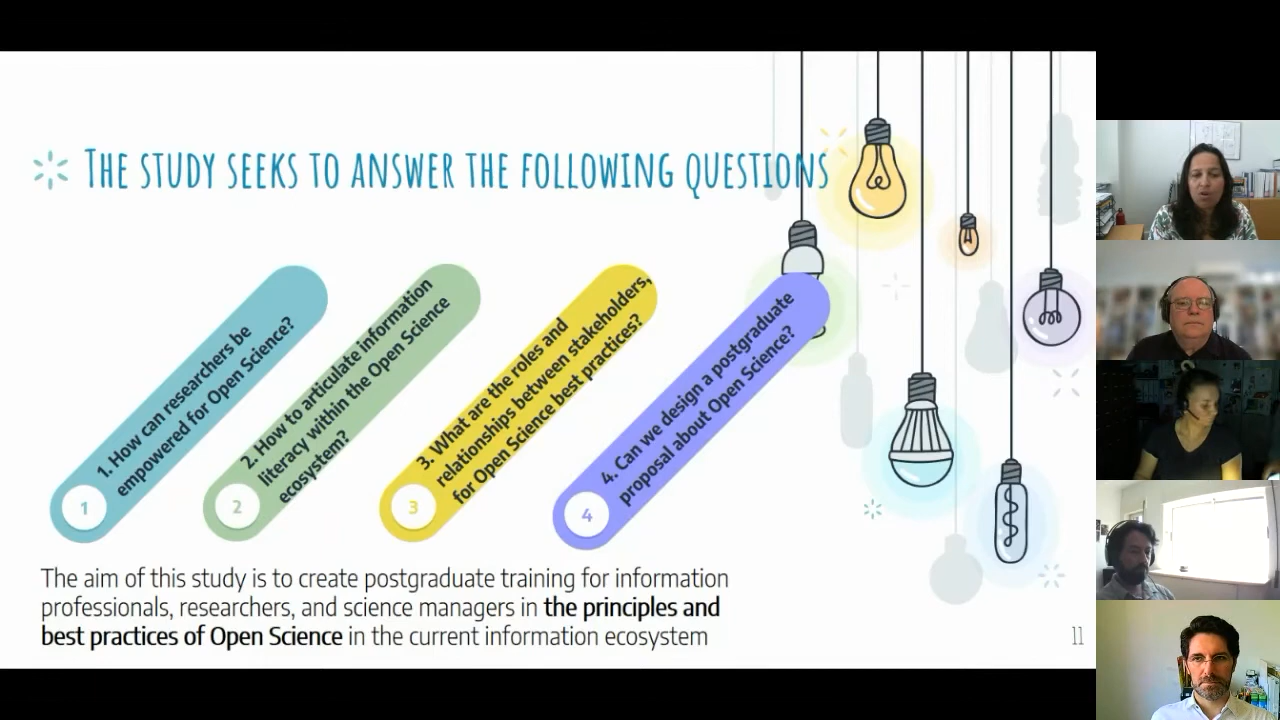 THE STUDY SEEKS TO ANSWER THE FOLLOWING QUESTIONS
1. How can researchers be
empowered for Open Science?
1
2. How to articulate information
literacy within the Open Science
ecosystem?
2
3. What are the roles and
relationships between stakeholders,
for Open Science best practices?
3
4. Can we design a postgraduate
proposal about Open Science?
4
The aim of this study is to create postgraduate training for information
professionals, researchers, and science managers in the principles and
best practices of Open Science in the current information ecosystem
11